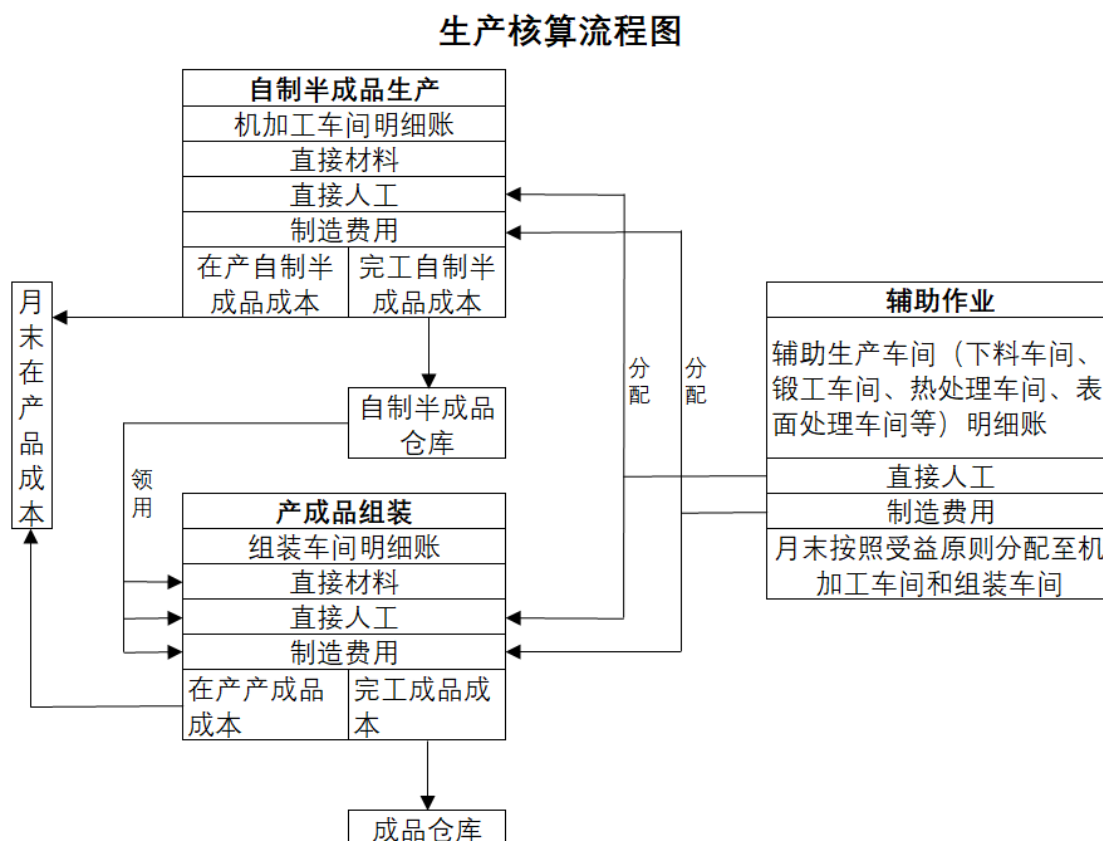 生产核算流程图
自制半成品生产
机加工车间明细账
直接材料
直接人工
制造费用
在产自制半
成品成本
完工自制半
成品成本
月
末
在
产
品
成
本
自制半成品
仓库
领
用
分
配
分
配
辅助作业
辅助生产车间（下料车间、
锻工车间、热处理车间、表
面处理车间等）明细账
直接人工
制造费用
月末按照受益原则分配至机
加工车间和组装车间
产成品组装
组装车间明细账
直接材料
直接人工
制造费用
在产产成品
成本
完工成品成
本
成品仓库